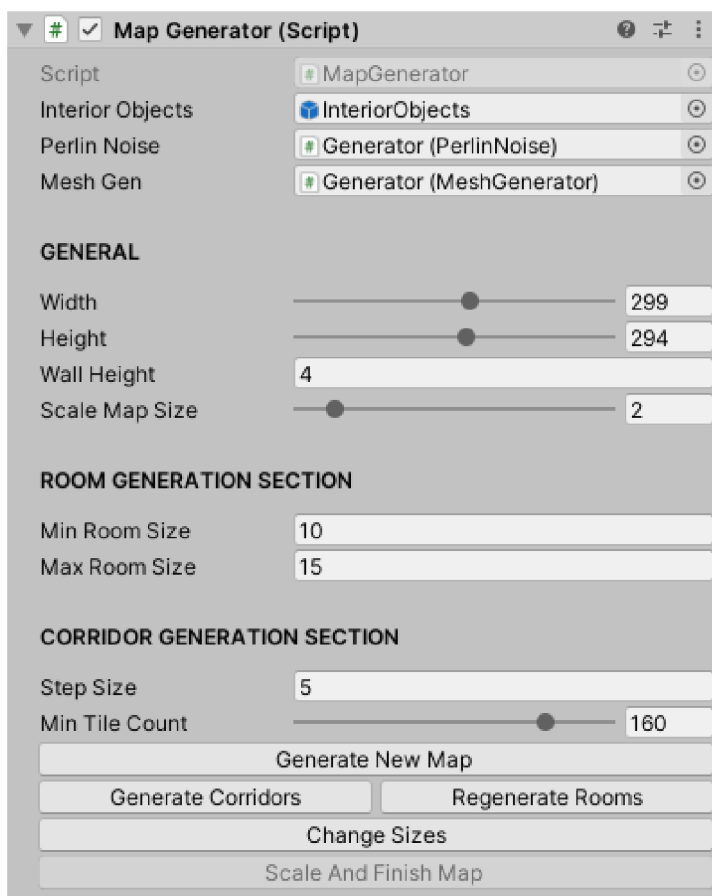 # Map Generator (Script)
Script # MapGenerator
Interior Objects InteriorObjects
Perlin Noise # Generator (PerlinNoise)
Mesh Gen # Generator (MeshGenerator)
GENERAL
Width 299
Height 294
Wall Height 4
Scale Map Size 2
ROOM GENERATION SECTION
Min Room Size 10
Max Room Size 15
CORRIDOR GENERATION SECTION
Step Size 5
Min Tile Count 160
Generate New Map
Generate Corridors Regenerate Rooms
Change Sizes
Scale And Finish Map